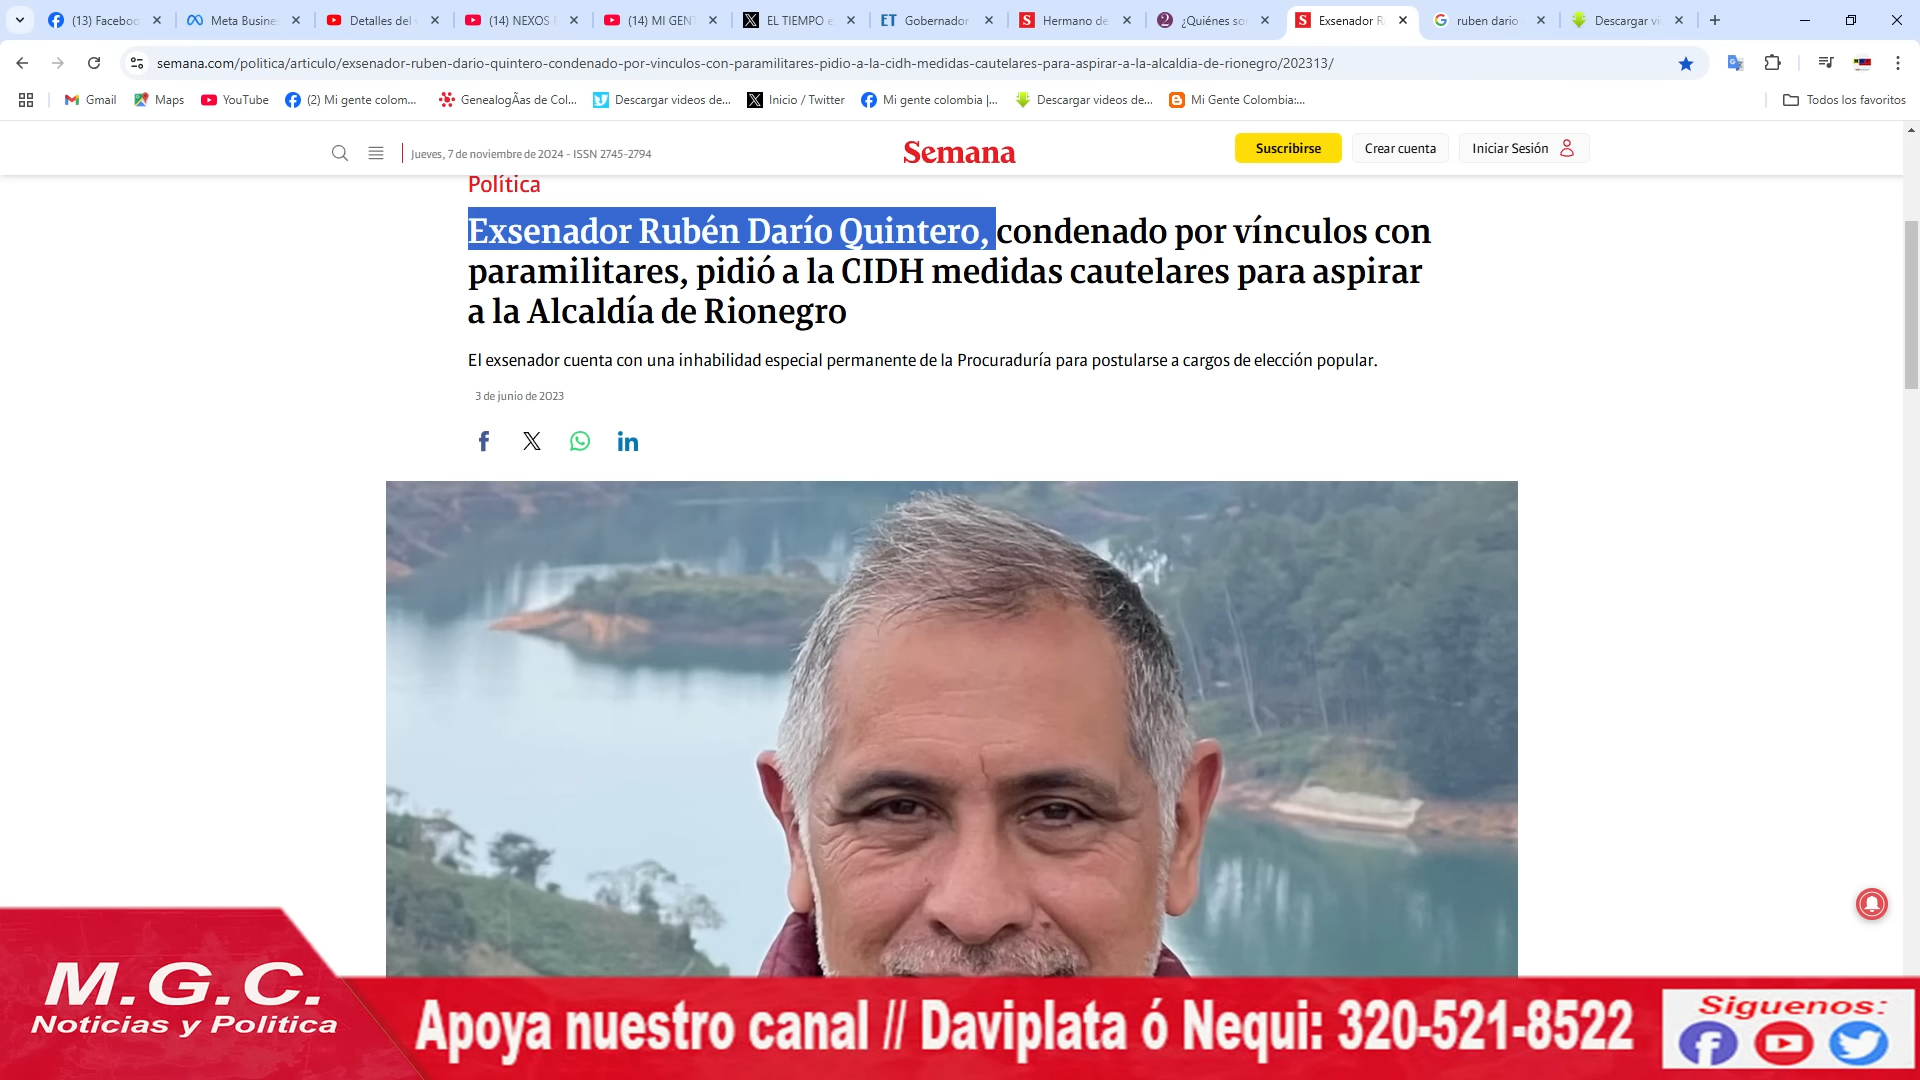 (13) Faceboo
Meta Busine
Detalles del v
(14) NEXOS E
(14) MI GENT
EL TIEMPO e
ET Gobernador
S Hermano de
2 ¿Quiénes so
S Exsenador R
G ruben dario
Descargar vi
semana.com/politica/articulo/exsenador-ruben-dario-quintero-condenado-por-vinculos-con-paramilitares-pidio-a-la-cidh-medidas-cautelares-para-aspirar-a-la-alcaldia-de-rionegro/202313/
Gmail
Maps
YouTube
(2) Mi gente colom...
GenealogÃas de Col...
Descargar videos de...
Inicio / Twitter
Mi gente colombia |...
Descargar videos de...
Mi Gente Colombia:...
Todos los favoritos
Jueves, 7 de noviembre de 2024 - ISSN 2745-2794
Semana
Suscribirse
Crear cuenta
Iniciar Sesión
Política
Exsenador Rubén Darío Quintero, condenado por vínculos con
paramilitares, pidió a la CIDH medidas cautelares para aspirar
a la Alcaldía de Rionegro
El exsenador cuenta con una inhabilidad especial permanente de la Procuraduría para postularse a cargos de elección popular.
3 de junio de 2023
M.G.C.
Noticias y Politica
Apoya nuestro canal // Daviplata ó Nequi: 320-521-8522
Siguenos: